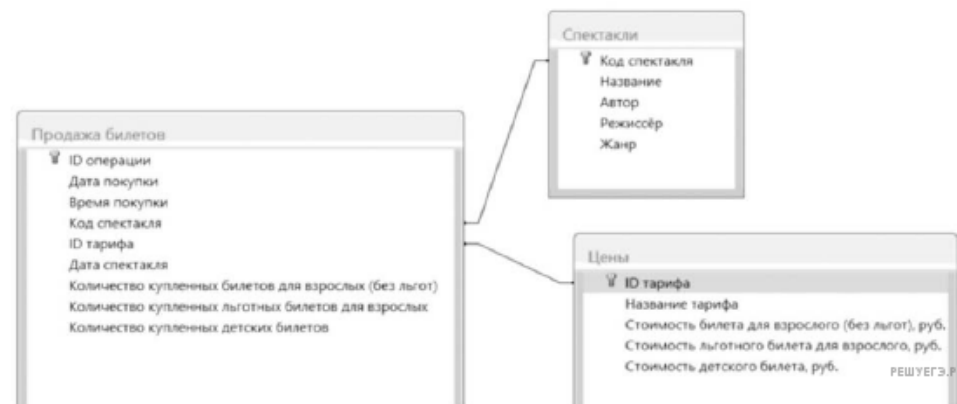 Спектакли
Код спектакля
Название
Автор
Режиссёр
Жанр
Продажа билетов
ID операции
Дата покупки
Время покупки
Код спектакля
ID тарифа
Дата спектакля
Количество купленных билетов для взрослых (без льгот)
Количество купленных льготных билетов для взрослых
Количество купленных детских билетов
Цены
ID тарифа
Название тарифа
Стоимость билета для взрослого (без льгот), руб.
Стоимость льготного билета для взрослого, руб.
Стоимость детского билета, руб.
РЕШУЕГЭ.Р